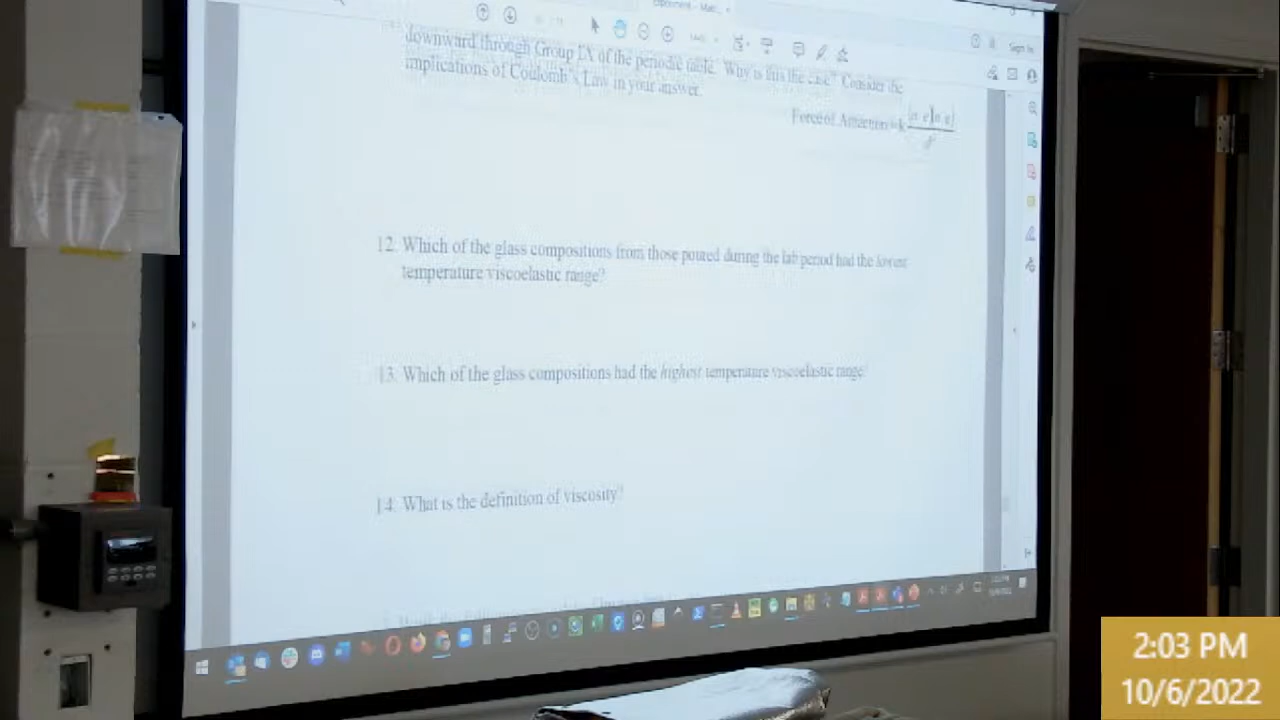 Sign In
downward through Group IA of the periodic table. Why is this the case? Consider the
implications of Coulomb's Law in your answer.
Force of Attraction = k
12. Which of the glass compositions from those poured during the lab period had the lowest
temperature viscoelastic range?
13. Which of the glass compositions had the highest temperature viscoelastic range?
14. What is the definition of viscosity?
2:03 PM
10/6/2022